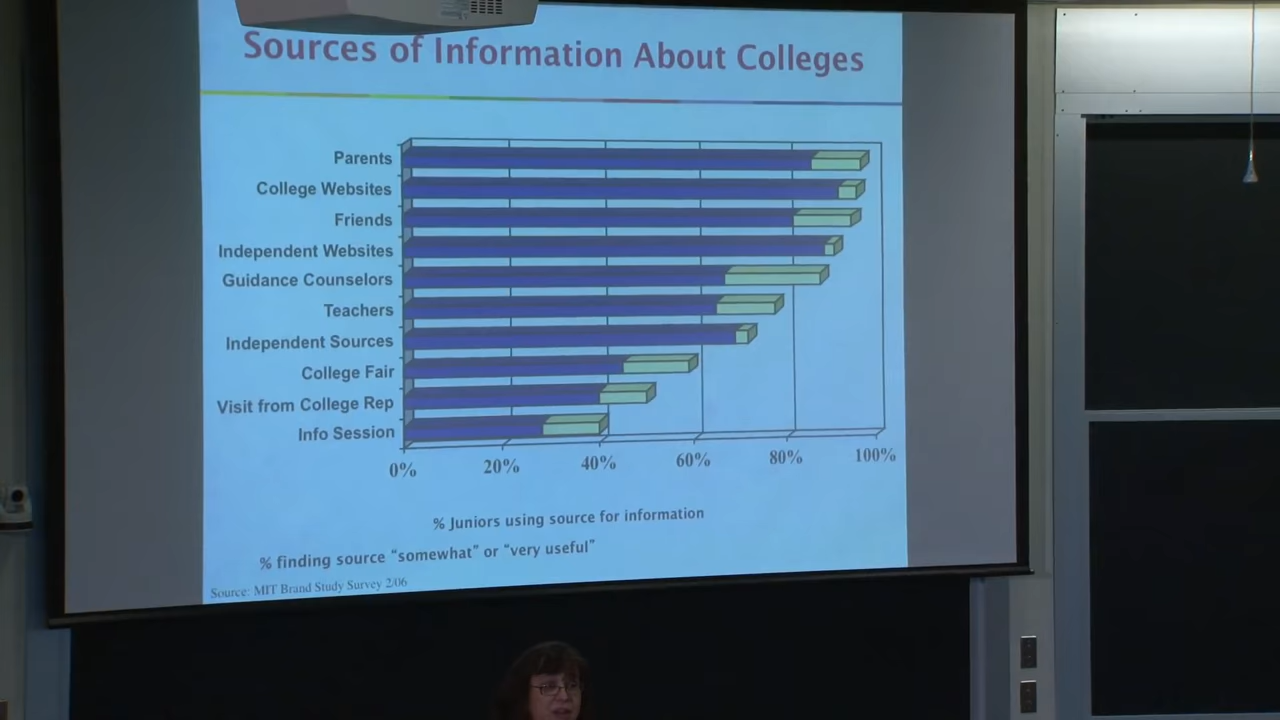 Sources of Information About Colleges
Parents
College Websites
Friends
Independent Websites
Guidance Counselors
Teachers
Independent Sources
College Fair
Visit from College Rep
Info Session
0% 20% 40% 60% 80% 100%
% Juniors using source for information
% finding source “somewhat” or “very useful”
Source: MIT Brand Study Survey 2/06